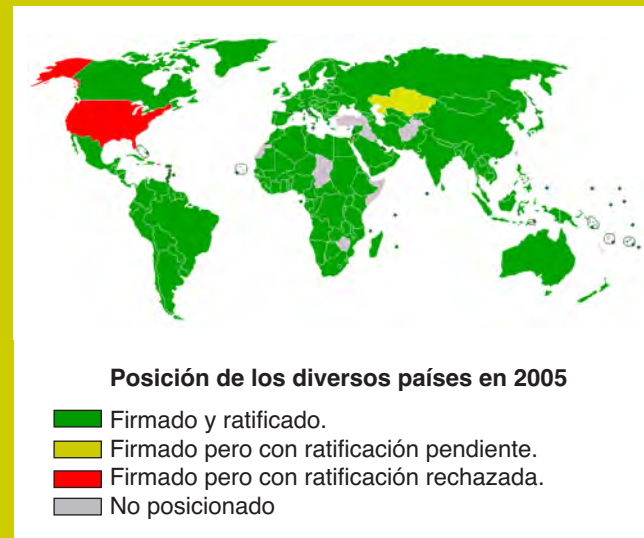 Posición de los diversos países en 2005
Firmado y ratificado.
Firmado pero con ratificación pendiente.
Firmado pero con ratificación rechazada.
No posicionado